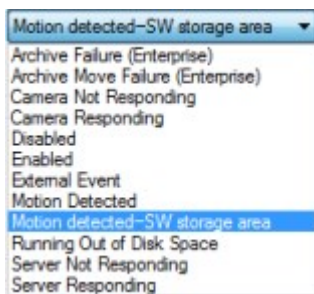 Motion detected–SW storage area
Archive Failure (Enterprise)
Archive Move Failure (Enterprise)
Camera Not Responding
Camera Responding
Disabled
Enabled
External Event
Motion Detected
Motion detected–SW storage area
Running Out of Disk Space
Server Not Responding
Server Responding